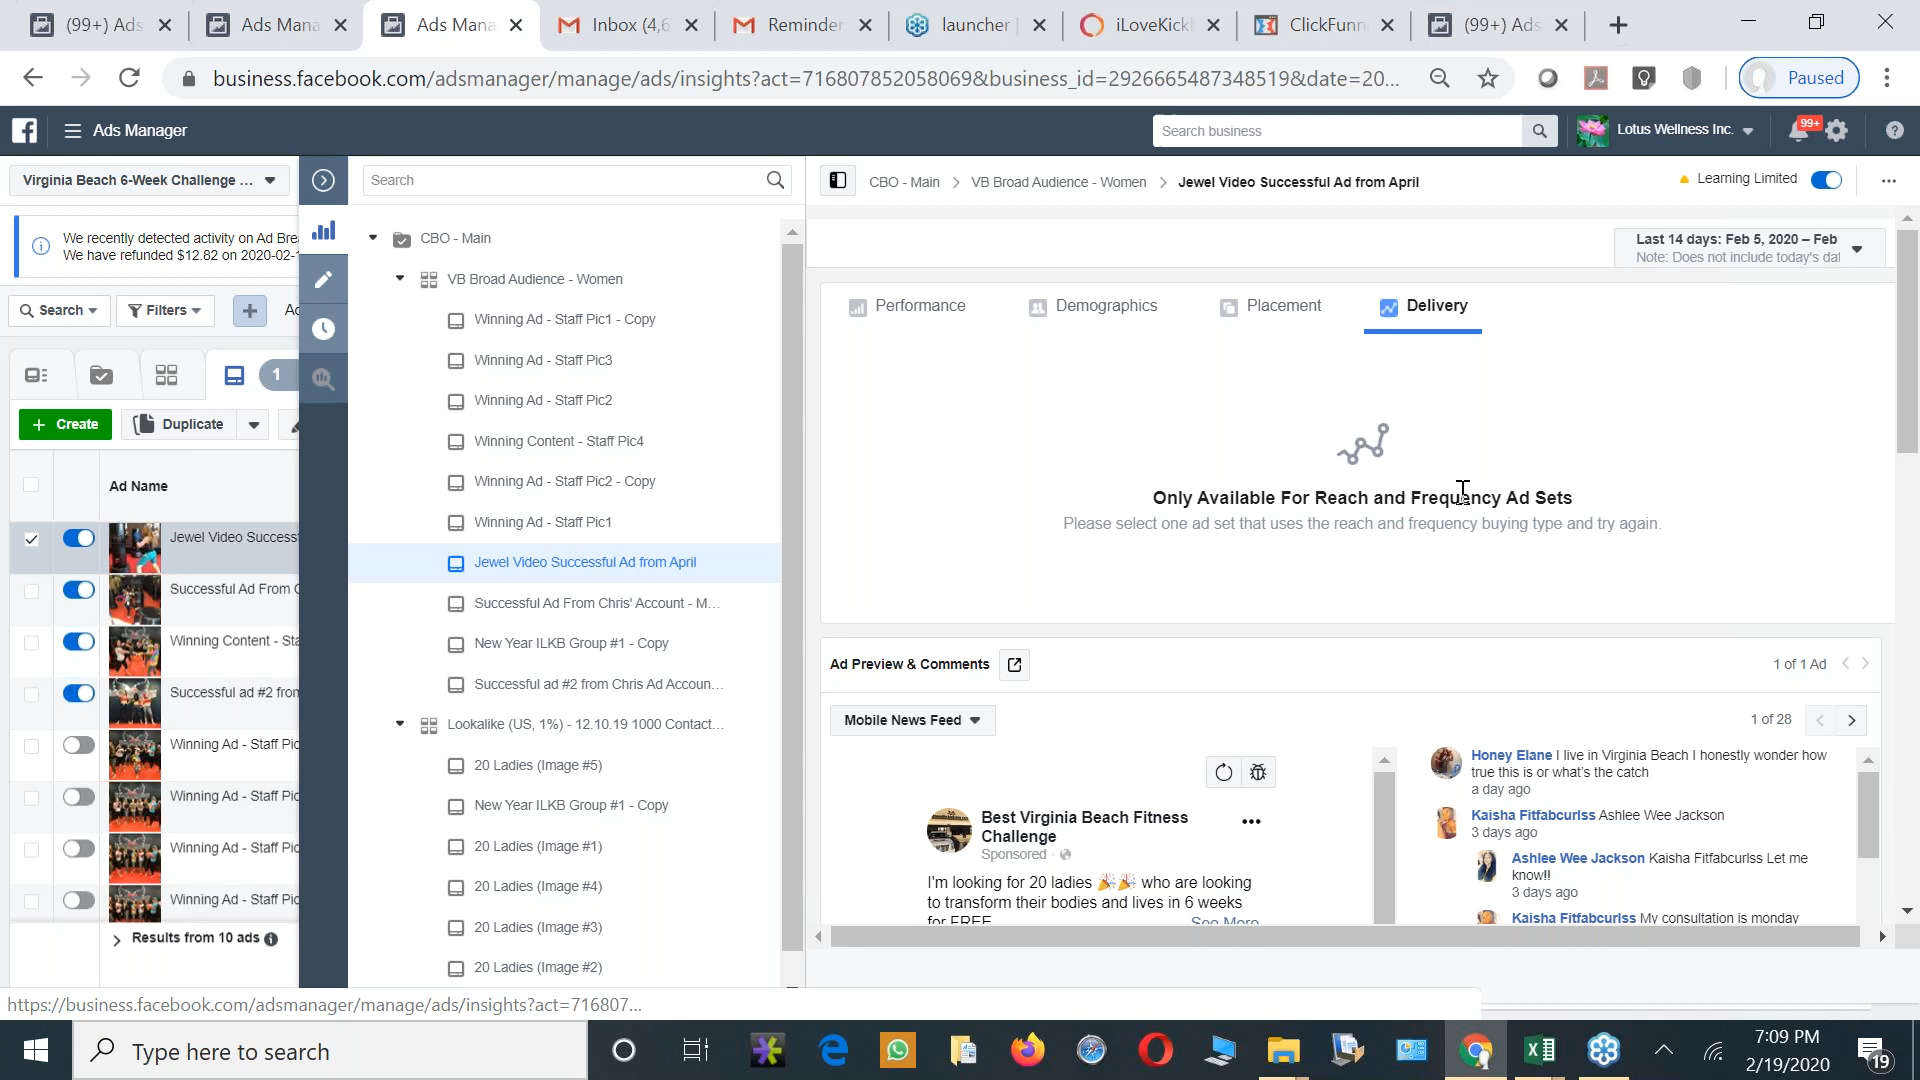 (99+) Ads
Ads Mana
Ads Mana
Inbox (4,6
Reminder
launcher
iLoveKickb
ClickFunn
(99+) Ads
business.facebook.com/adsmanager/manage/ads/insights?act=716807852058069&business_id=2926665487348519&date=20...
Paused
Ads Manager
Search business
Lotus Wellness Inc.
99+
Virginia Beach 6-Week Challenge ...
Search
CBO - Main > VB Broad Audience - Women > Jewel Video Successful Ad from April
Learning Limited
We recently detected activity on Ad Brea
We have refunded $12.82 on 2020-02-1
Last 14 days: Feb 5, 2020 – Feb
Note: Does not include today's dat
Search
Filters
Performance
Demographics
Placement
Delivery
1
Create
Duplicate
Ad Name
Jewel Video Success
Successful Ad From C
Winning Content - Sta
Successful ad #2 from
Winning Ad - Staff Pic
Winning Ad - Staff Pic
Winning Ad - Staff Pic
Winning Ad - Staff Pic
Results from 10 ads
CBO - Main
VB Broad Audience - Women
Winning Ad - Staff Pic1 - Copy
Winning Ad - Staff Pic3
Winning Ad - Staff Pic2
Winning Content - Staff Pic4
Winning Ad - Staff Pic2 - Copy
Winning Ad - Staff Pic1
Jewel Video Successful Ad from April
Successful Ad From Chris' Account - M...
New Year ILKB Group #1 - Copy
Successful ad #2 from Chris Ad Accoun...
Lookalike (US, 1%) - 12.10.19 1000 Contact...
20 Ladies (Image #5)
New Year ILKB Group #1 - Copy
20 Ladies (Image #1)
20 Ladies (Image #4)
20 Ladies (Image #3)
20 Ladies (Image #2)
Only Available For Reach and Frequency Ad Sets
Please select one ad set that uses the reach and frequency buying type and try again.
Ad Preview & Comments
1 of 1 Ad
Mobile News Feed
1 of 28
Best Virginia Beach Fitness
Challenge
Sponsored ·
I'm looking for 20 ladies 🎉🎉 who are looking
to transform their bodies and lives in 6 weeks
for FREE
See More
Honey Elane I live in Virginia Beach I honestly wonder how
true this is or what's the catch
a day ago
Kaisha Fitfabcurlss Ashlee Wee Jackson
3 days ago
Ashlee Wee Jackson Kaisha Fitfabcurlss Let me
know!!
3 days ago
Kaisha Fitfabcurlss My consultation is monday
https://business.facebook.com/adsmanager/manage/ads/insights?act=716807...
Type here to search
7:09 PM
2/19/2020
19